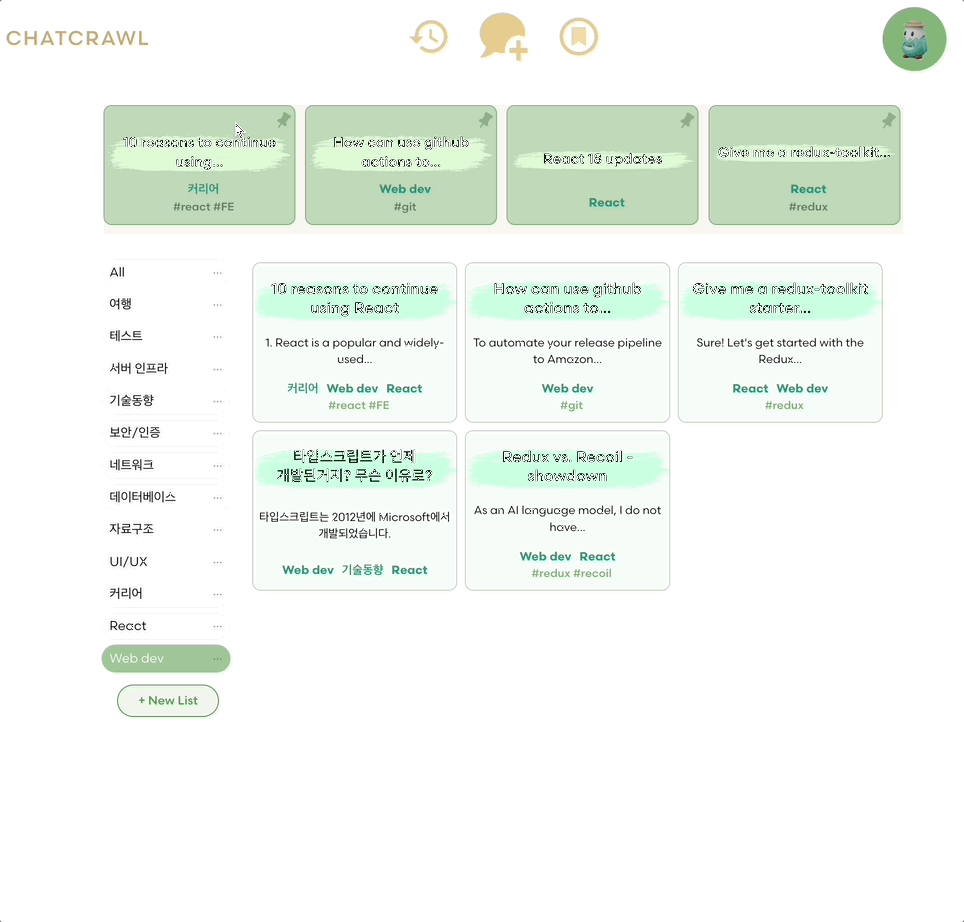 CHATCRAWL
10 reasons to continue
using...
커리어
#react #FE
How can use github
actions to...
Web dev
#git
React 18 updates
React
Give me a redux-toolkit...
React
#redux
All
여행
테스트
서버 인프라
기술동향
보안/인증
네트워크
데이터베이스
자료구조
UI/UX
커리어
React
Web dev
+ New List
10 reasons to continue
using React
1. React is a popular and widely-
used...
커리어 Web dev React
#react #FE
How can use github
actions to...
To automate your release pipeline
to Amazon...
Web dev
#git
Give me a redux-toolkit
starter...
Sure! Let's get started with the
Redux...
React Web dev
#redux
타입스크립트가 언제
개발된거지? 무슨 이유로?
타입스크립트는 2012년에 Microsoft에서
개발되었습니다.
Web dev 기술동향 React
Redux vs. Recoil -
showdown
As an AI language model, I do not
have...
Web dev React
#redux #recoil